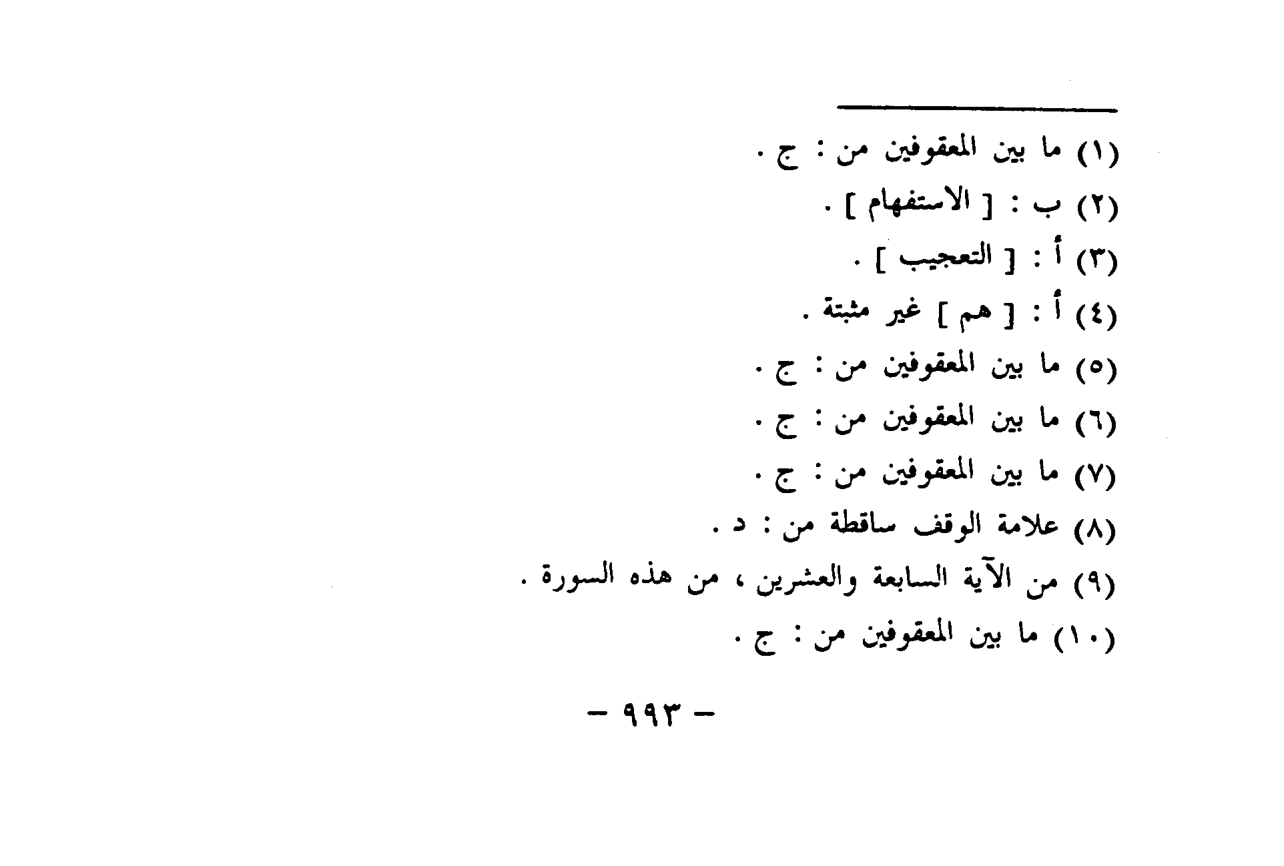 (١) ما بين المعقوفين من : ج .
(٢) ب : [ الاستفهام ] .
(٣) أ : [ التعجيب ] .
(٤) أ : [ هم ] غير مثبتة .
(٥) ما بين المعقوفين من : ج .
(٦) ما بين المعقوفين من : ج .
(٧) ما بين المعقوفين من : ج .
(٨) علامة الوقف ساقطة من : د .
(٩) من الآية السابعة والعشرين ، من هذه السورة .
(١٠) ما بين المعقوفين من : ج .
– ٩٩٣ –